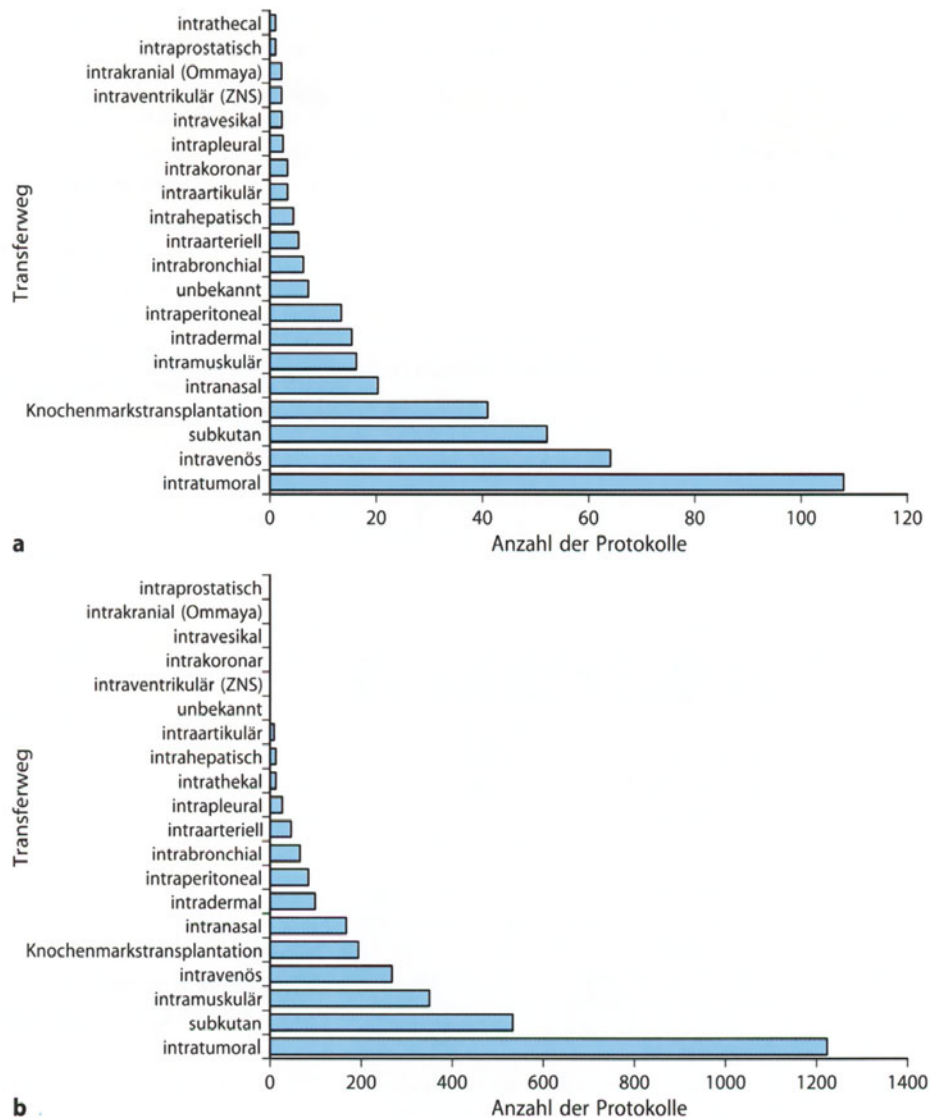 intrathecal
intraprostatisch
intrakranial (Ommaya)
intraventrikulär (ZNS)
intravesikal
intrapleural
intrakoronar
intraartikulär
intrahepatisch
intraarteriell
intrabronchial
unbekannt
intraperitoneal
intradermal
intramuskulär
intranasal
Knochenmarkstransplantation
subkutan
intravenös
intratumoral
Transferweg
0 20 40 60 80 100 120
a Anzahl der Protokolle
intraprostatisch
intrakranial (Ommaya)
intravesikal
intrakoronar
intraventrikulär (ZNS)
unbekannt
intraartikulär
intrahepatisch
intrathekal
intrapleural
intraarteriell
intrabronchial
intraperitoneal
intradermal
intranasal
Knochenmarkstransplantation
intravenös
intramuskulär
subkutan
intratumoral
Transferweg
0 200 400 600 800 1000 1200 1400
b Anzahl der Protokolle